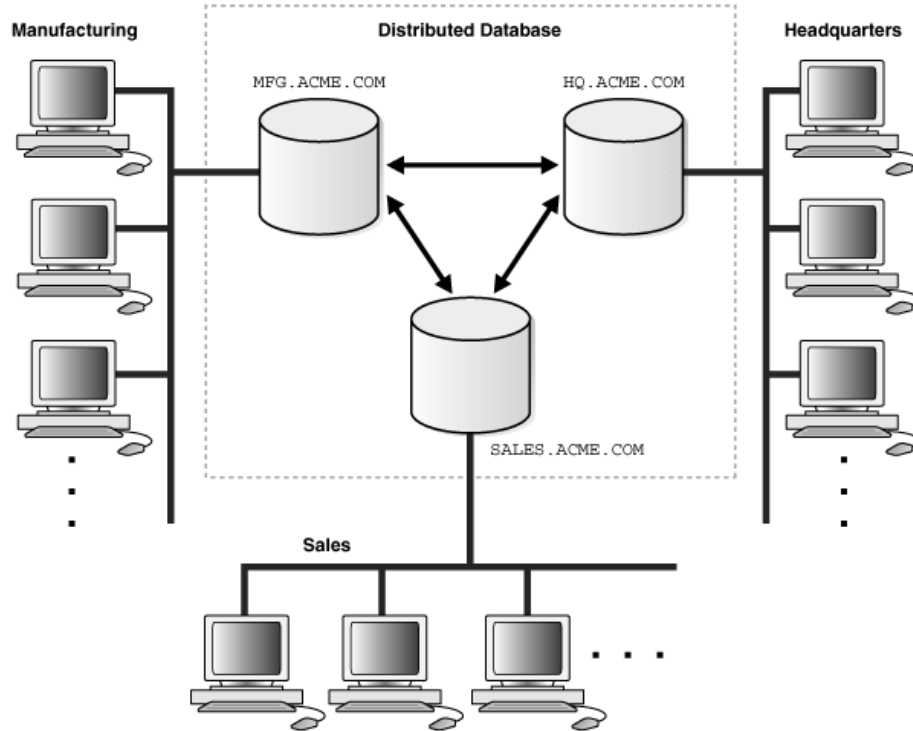 Manufacturing
Distributed Database
Headquarters
MFG.ACME.COM
HQ.ACME.COM
SALES.ACME.COM
Sales